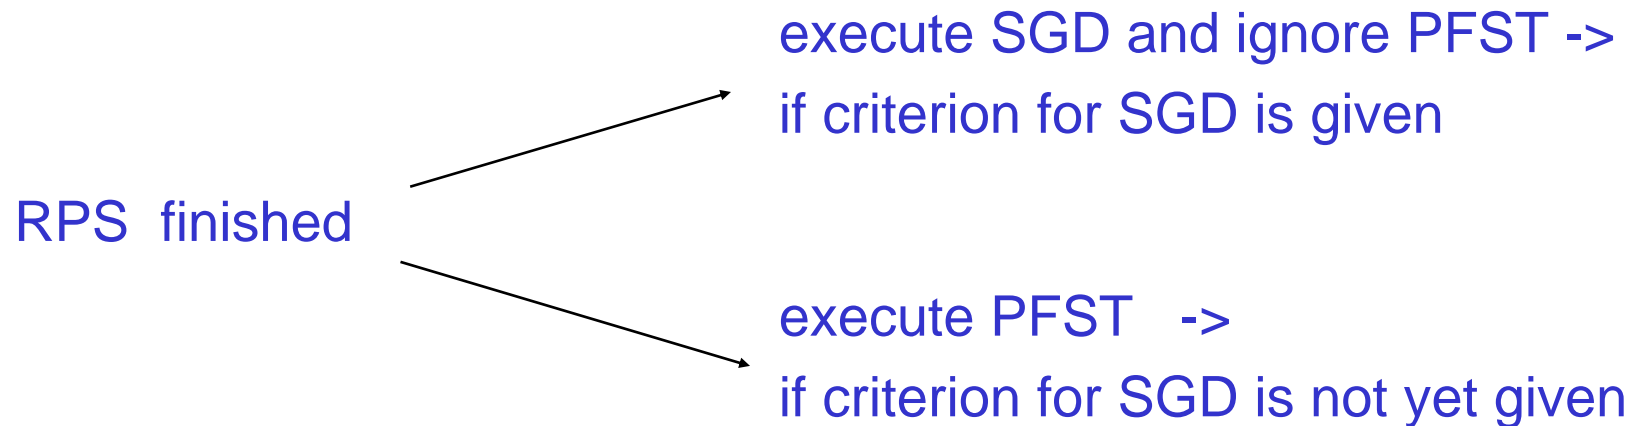 execute SGD and ignore PFST ->
if criterion for SGD is given
RPS finished
execute PFST ->
if criterion for SGD is not yet given